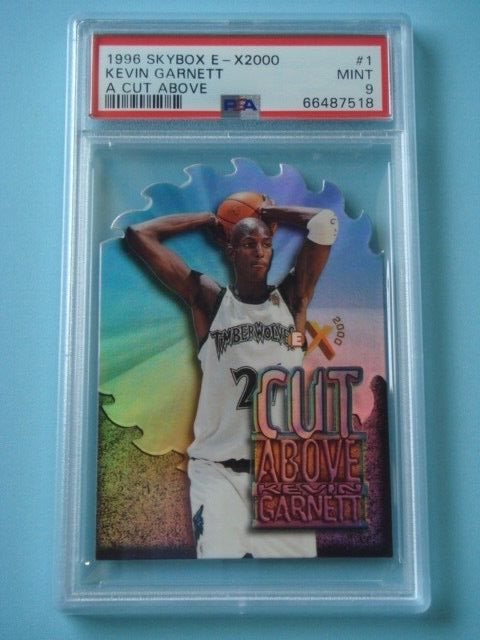 1996 SKYBOX E-X2000 #1
KEVIN GARNETT MINT
A CUT ABOVE 9
PSA 66487518
TIMBERWOLVES
EX 2000
2
CUT
ABOVE
KEVIN
GARNETT